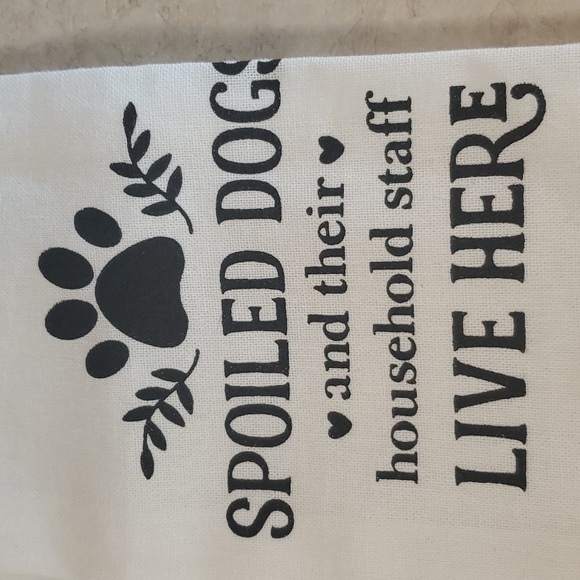 SPOILED DOGS
and their
household staff
LIVE HERE